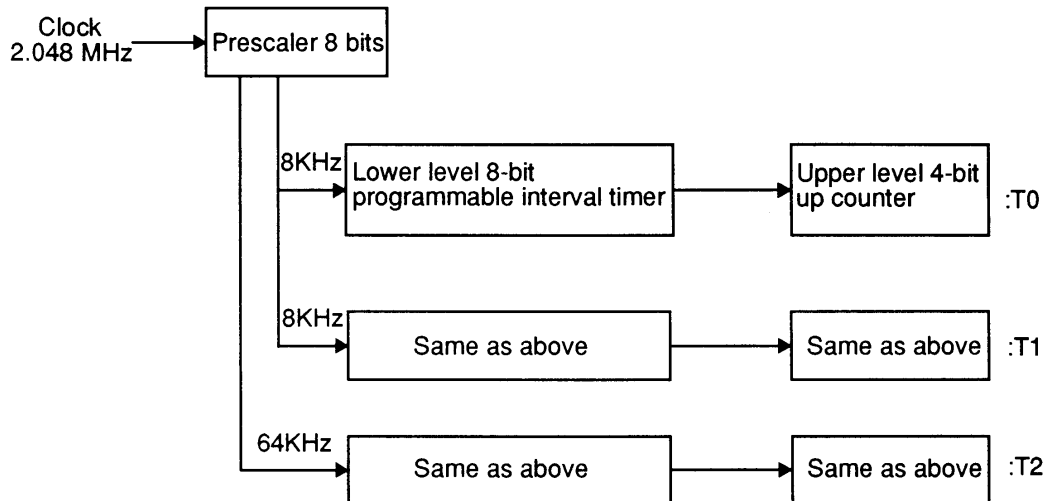 Clock
2.048 MHz
Prescaler 8 bits
8KHz
Lower level 8-bit
programmable interval timer
Upper level 4-bit
up counter
:T0
8KHz
Same as above
Same as above
:T1
64KHz
Same as above
Same as above
:T2